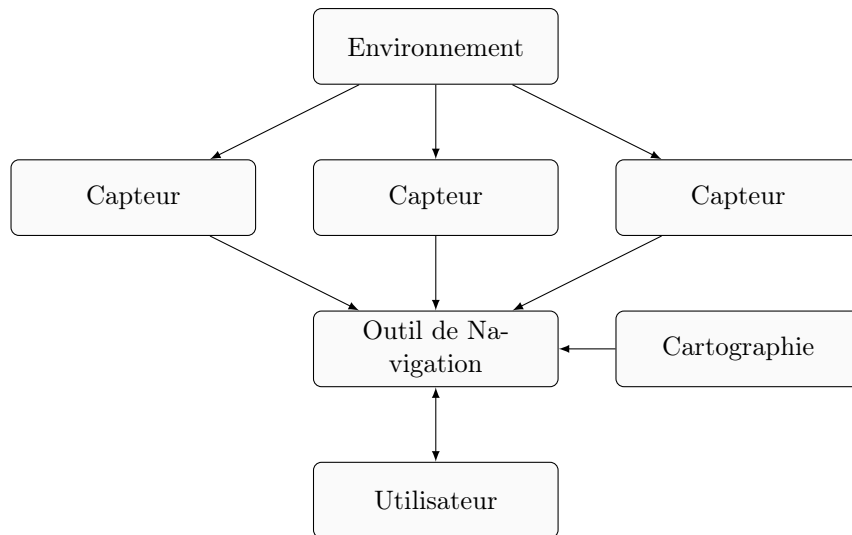 Environnement
Capteur
Capteur
Capteur
Outil de Na-
vigation
Cartographie
Utilisateur